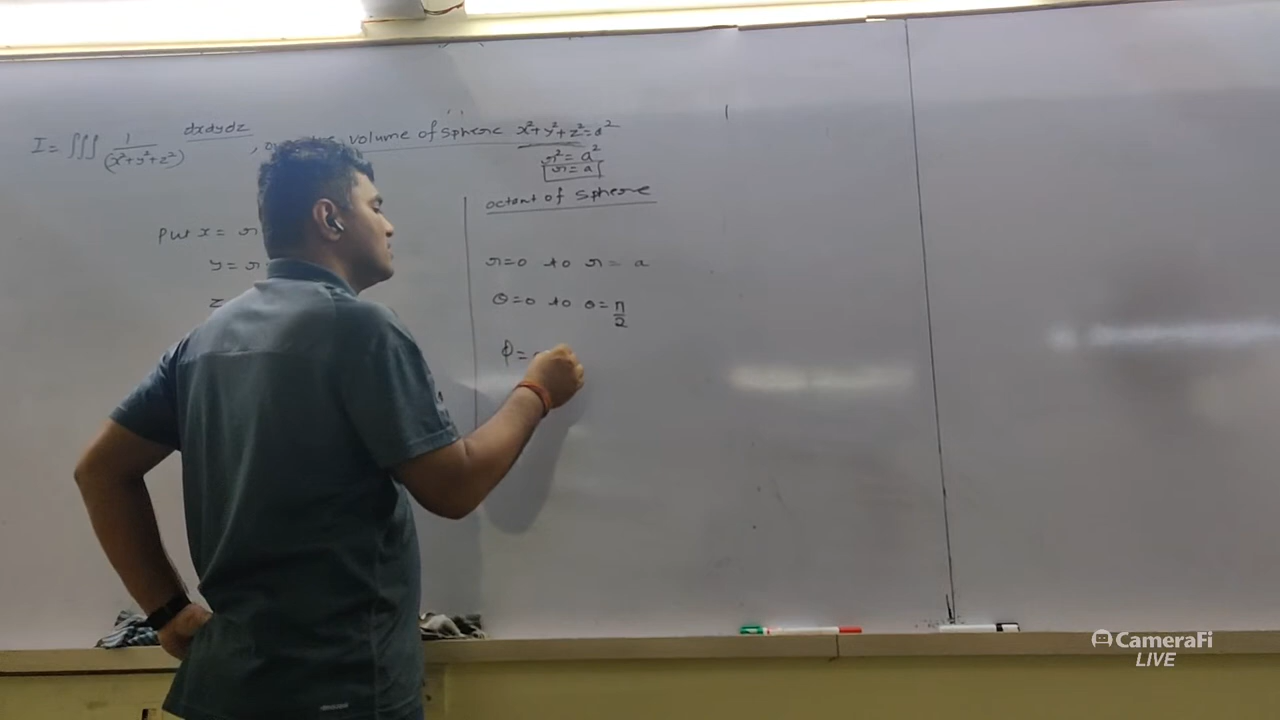 I = ∭ 1/(x²+y²+z²) dxdydz, volume of sphere x²+y²+z²=a²
r²=a²
r=a
octant of sphere
Put x = r
y = r
z
r=0 to r= a
θ=0 to θ=π/2
φ=
CameraFi
LIVE